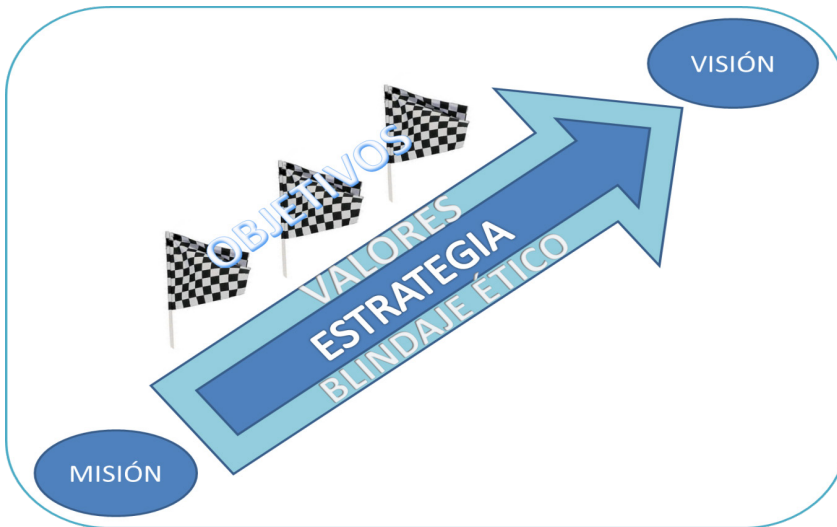 VISIÓN
OBJETIVOS
VALORES
ESTRATEGIA
BLINDAJE ÉTICO
MISIÓN